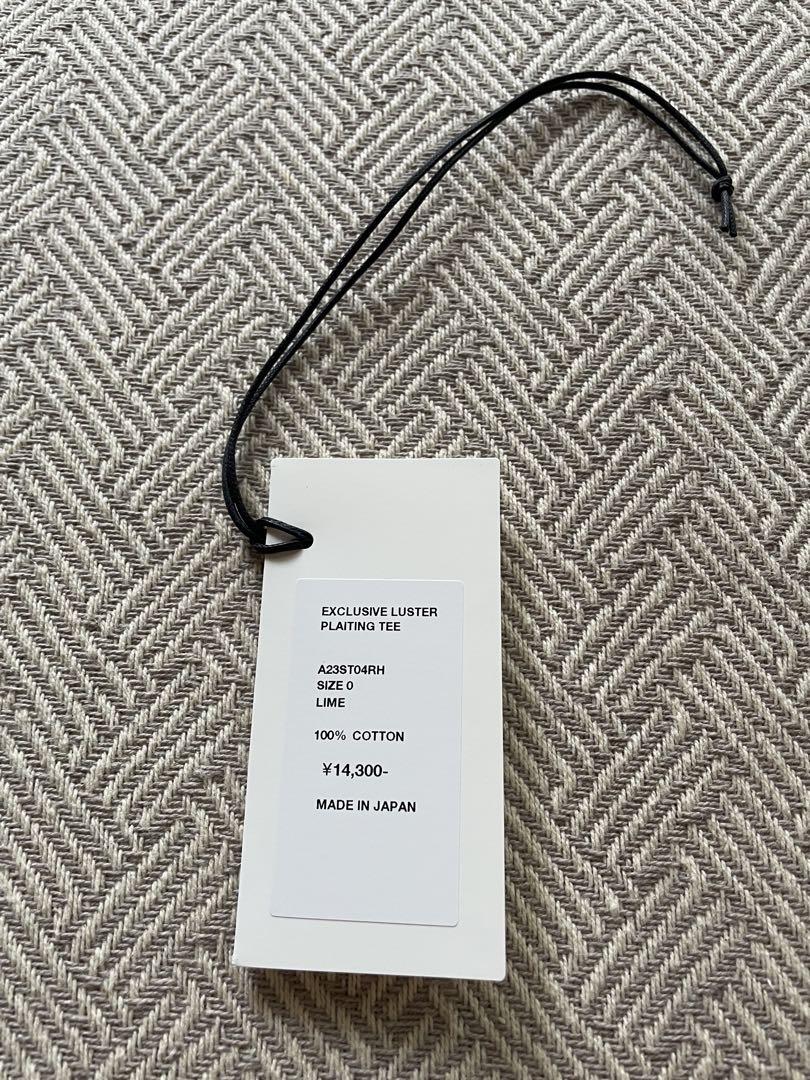 EXCLUSIVE LUSTER
PLAITING TEE
A23ST04RH
SIZE 0
LIME
100% COTTON
¥14,300-
MADE IN JAPAN